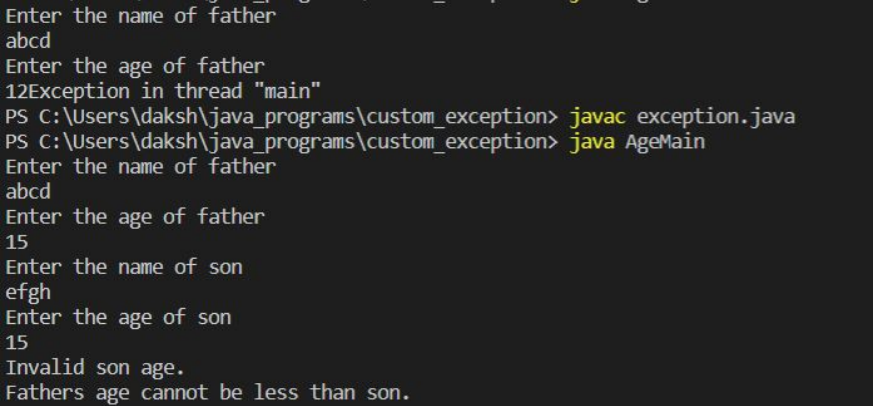 Enter the name of father
abcd
Enter the age of father
12Exception in thread "main"
PS C:\Users\daksh\java_programs\custom_exception> javac exception.java
PS C:\Users\daksh\java_programs\custom_exception> java AgeMain
Enter the name of father
abcd
Enter the age of father
15
Enter the name of son
efgh
Enter the age of son
15
Invalid son age.
Fathers age cannot be less than son.